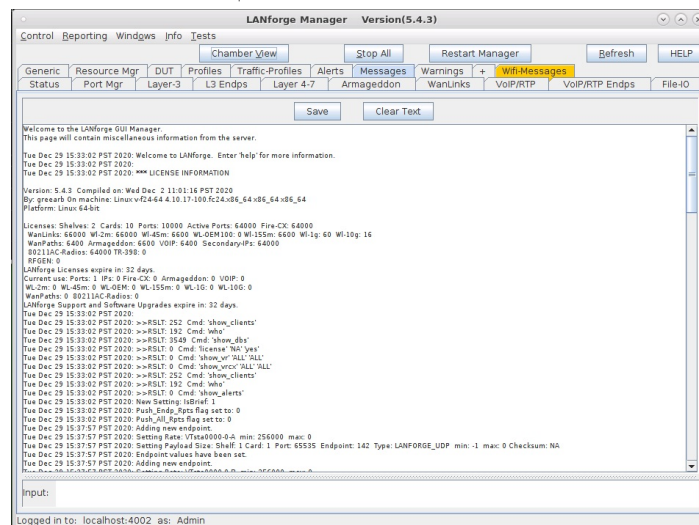 LANforge Manager Version(5.4.3)
Control Reporting Windows Info Tests
Chamber View Stop All Restart Manager Refresh HELP
Generic Resource Mgr DUT Profiles Traffic-Profiles Alerts Messages Warnings + Wifi-Messages
Status Port Mgr Layer-3 L3 Endps Layer 4-7 Armageddon WanLinks VoIP/RTP VoIP/RTP Endps File-IO
Save Clear Text
Welcome to the LANforge GUI Manager.
This page will contain miscellaneous information from the server.
Tue Dec 29 15:33:02 PST 2020: Welcome to LANforge. Enter 'help' for more information.
Tue Dec 29 15:33:02 PST 2020:
Tue Dec 29 15:33:02 PST 2020: *** LICENSE INFORMATION
Version: 5.4.3 Compiled on: Wed Dec 2 11:01:16 PST 2020
By: greearb On machine: Linux v-f24-64 4.10.17-100.fc24.x86_64 x86_64 x86_64
Platform: Linux 64-bit
Licenses: Shelves: 2 Cards: 10 Ports: 10000 Active Ports: 64000 Fire-CX: 64000
WanLinks: 66000 Wl-2m: 66000 Wl-45m: 6600 WL-OEM100: 0 Wl-155m: 6600 Wl-1g: 60 Wl-10g: 16
WanPaths: 6400 Armageddon: 6600 VOIP: 6400 Secondary-IPs: 64000
80211AC-Radios: 64000 TR-398: 0
RFGEN: 0
LANforge Licenses expire in: 32 days.
Current use: Ports: 1 IPs: 0 Fire-CX: 0 Armageddon: 0 VOIP: 0
WL-2m: 0 WL-45m: 0 WL-OEM: 0 WL-155m: 0 WL-1G: 0 WL-10G: 0
WanPaths: 0 80211AC-Radios: 0
LANforge Support and Software Upgrades expire in: 32 days.
Tue Dec 29 15:33:02 PST 2020:
Tue Dec 29 15:33:02 PST 2020: >>RSLT: 252 Cmd: 'show_clients'
Tue Dec 29 15:33:02 PST 2020: >>RSLT: 192 Cmd: 'who'
Tue Dec 29 15:33:02 PST 2020: >>RSLT: 3549 Cmd: 'show_dbs'
Tue Dec 29 15:33:02 PST 2020: >>RSLT: 0 Cmd: 'license' 'NA' 'yes'
Tue Dec 29 15:33:02 PST 2020: >>RSLT: 0 Cmd: 'show_vr' 'ALL' 'ALL'
Tue Dec 29 15:33:02 PST 2020: >>RSLT: 0 Cmd: 'show_vrcx' 'ALL' 'ALL'
Tue Dec 29 15:33:02 PST 2020: >>RSLT: 252 Cmd: 'show_clients'
Tue Dec 29 15:33:02 PST 2020: >>RSLT: 192 Cmd: 'who'
Tue Dec 29 15:33:02 PST 2020: >>RSLT: 0 Cmd: 'show_alerts'
Tue Dec 29 15:33:02 PST 2020: New Setting: IsBrief: 1
Tue Dec 29 15:33:02 PST 2020: Push_Endp_Rpts flag set to: 0
Tue Dec 29 15:33:02 PST 2020: Push_All_Rpts flag set to: 0
Tue Dec 29 15:37:57 PST 2020: Adding new endpoint.
Tue Dec 29 15:37:57 PST 2020: Setting Rate: VTsta0000-0-A min: 256000 max: 0
Tue Dec 29 15:37:57 PST 2020: Setting Payload Size: Shelf: 1 Card: 1 Port: 65535 Endpoint: 142 Type: LANFORGE_UDP min: -1 max: 0 Checksum: NA
Tue Dec 29 15:37:57 PST 2020: Endpoint values have been set.
Tue Dec 29 15:37:57 PST 2020: Adding new endpoint.
Tue Dec 29 15:37:57 PST 2020: Setting Rate: VTsta0000-0-B min: 256000 max: 0
Input:
Logged in to: localhost:4002 as: Admin